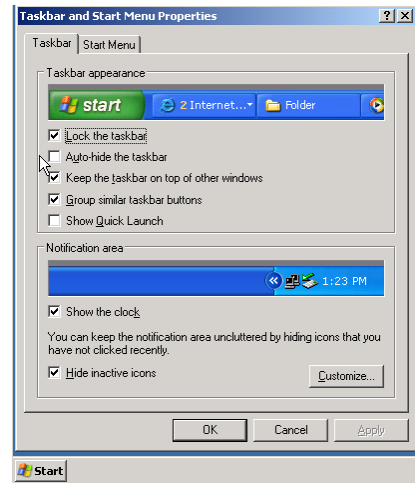 Taskbar and Start Menu Properties
Taskbar
Start Menu
Taskbar appearance
start
2 Internet...
Folder
Lock the taskbar
Auto-hide the taskbar
Keep the taskbar on top of other windows
Group similar taskbar buttons
Show Quick Launch
Notification area
1:23 PM
Show the clock
You can keep the notification area uncluttered by hiding icons that you
have not clicked recently.
Hide inactive icons
Customize...
OK
Cancel
Apply
Start